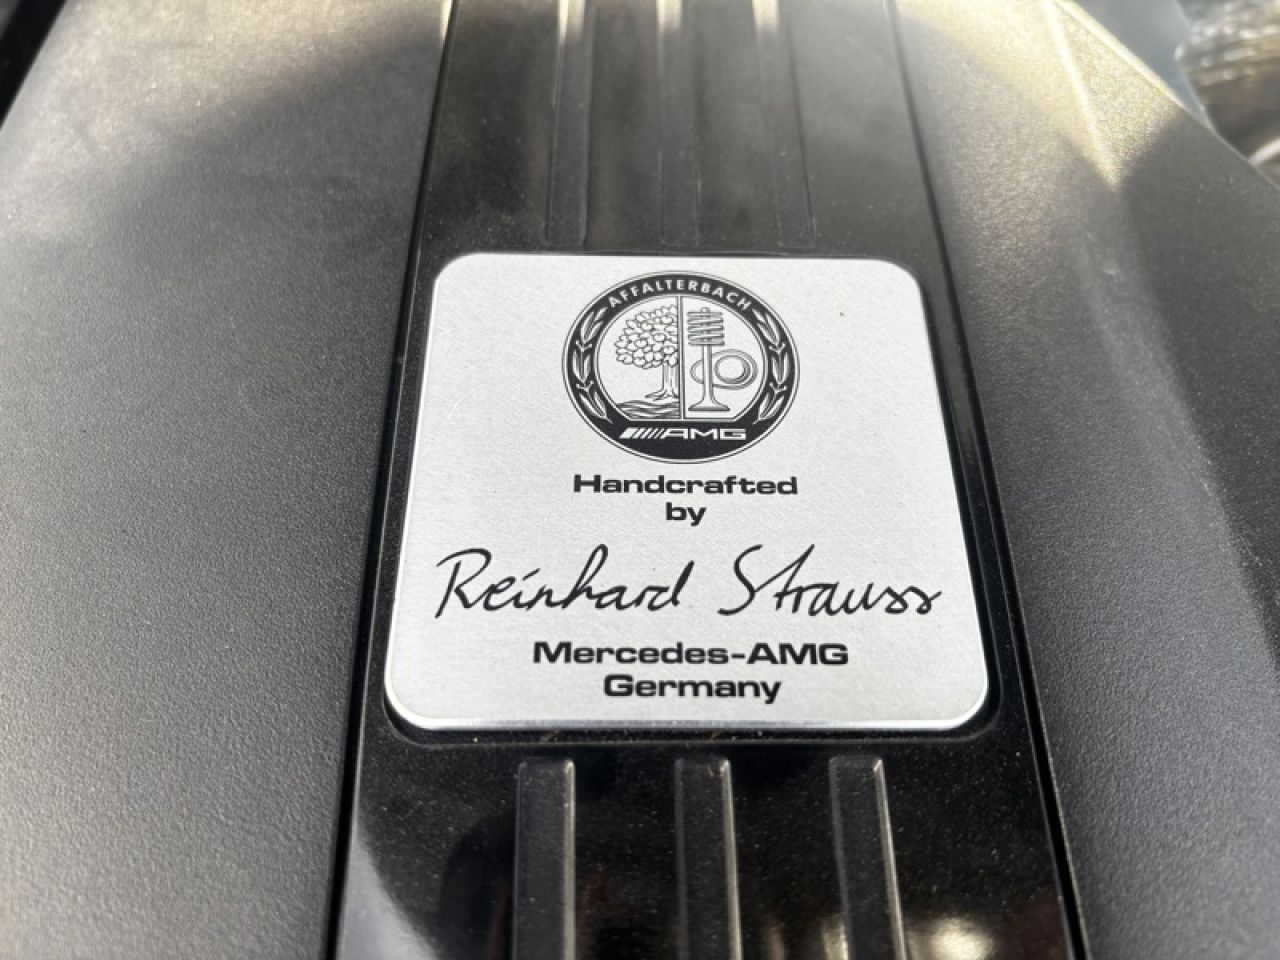 AFFALTERBACH
AMG
Handcrafted
by
Reinhard Strauss
Mercedes-AMG
Germany